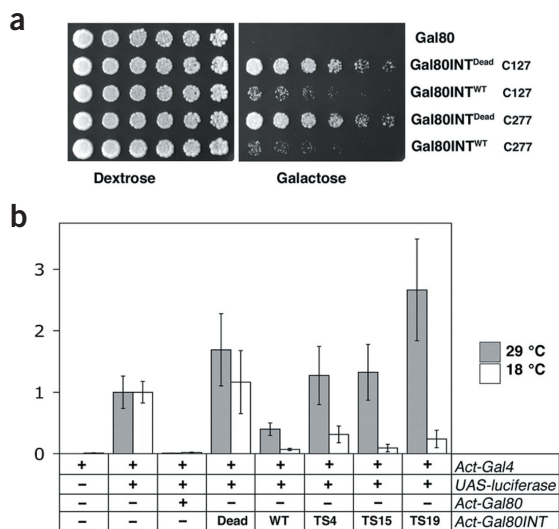 a
Gal80
Gal80INT^Dead C127
Gal80INT^WT C127
Gal80INT^Dead C277
Gal80INT^WT C277
Dextrose Galactose
b
3
2
1
0
29 °C
18 °C
+ + + + + + + + Act-Gal4
– + + + + + + + UAS-luciferase
– – + – – – – – Act-Gal80
– – – Dead WT TS4 TS15 TS19 Act-Gal80INT